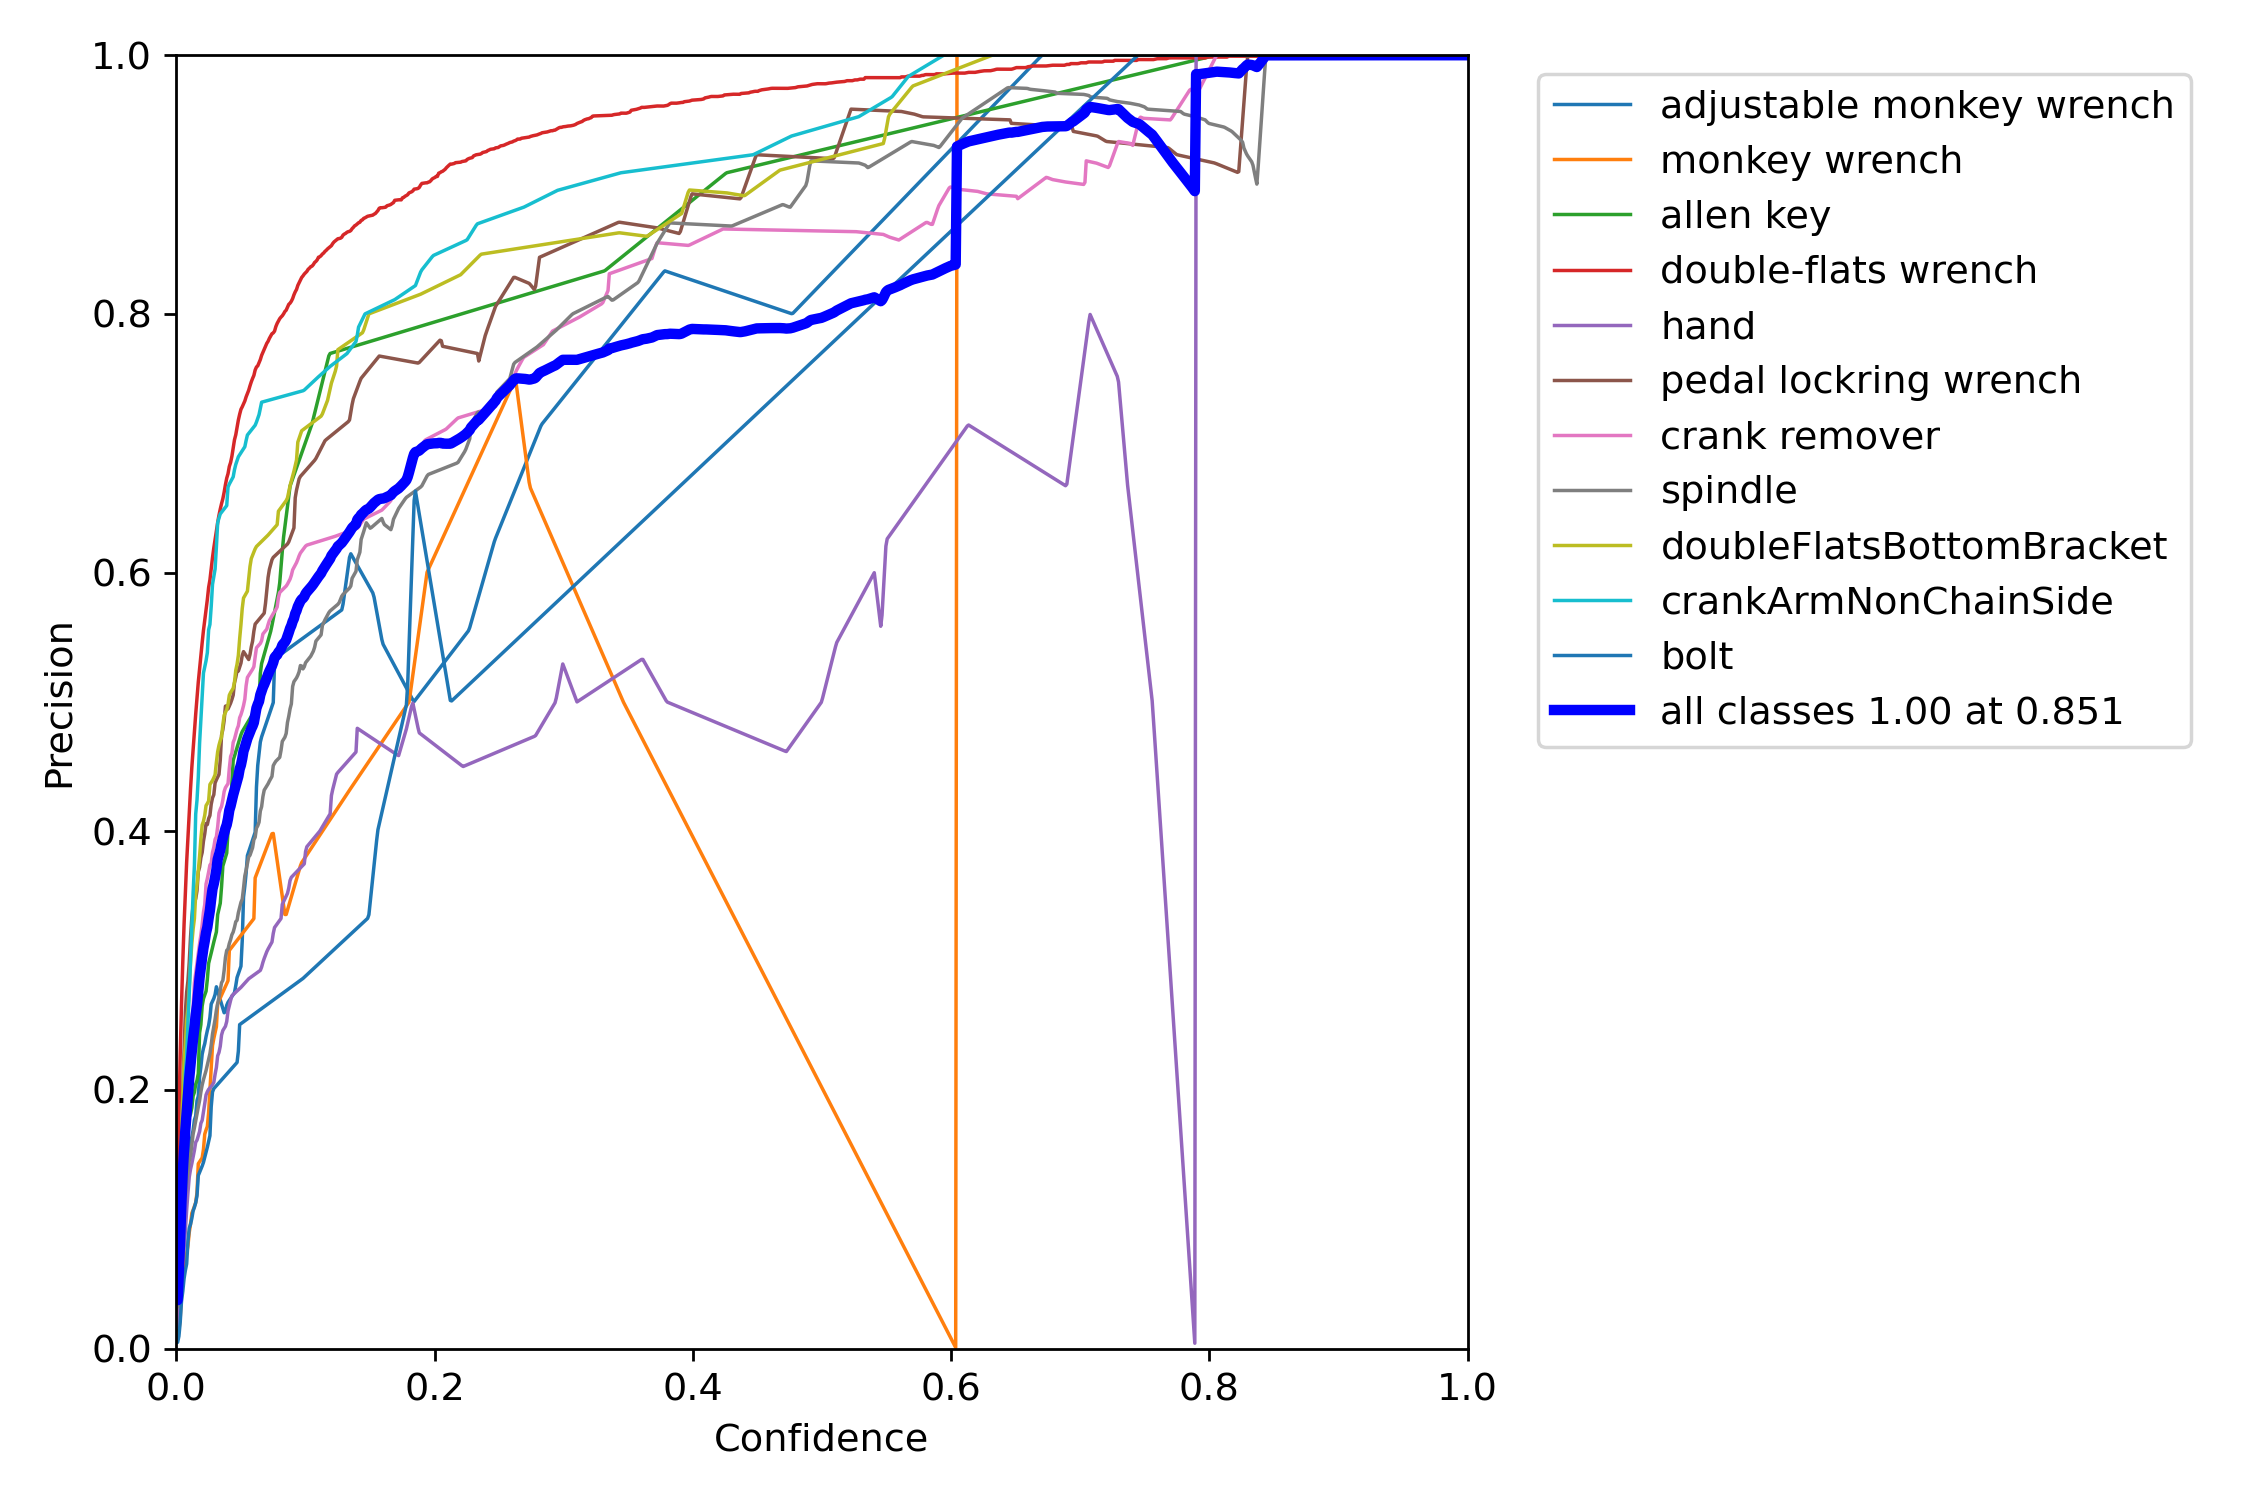 1.0
0.8
0.6
0.4
0.2
0.0
Precision
0.0 0.2 0.4 0.6 0.8 1.0
Confidence
adjustable monkey wrench
monkey wrench
allen key
double-flats wrench
hand
pedal lockring wrench
crank remover
spindle
doubleFlatsBottomBracket
crankArmNonChainSide
bolt
all classes 1.00 at 0.851